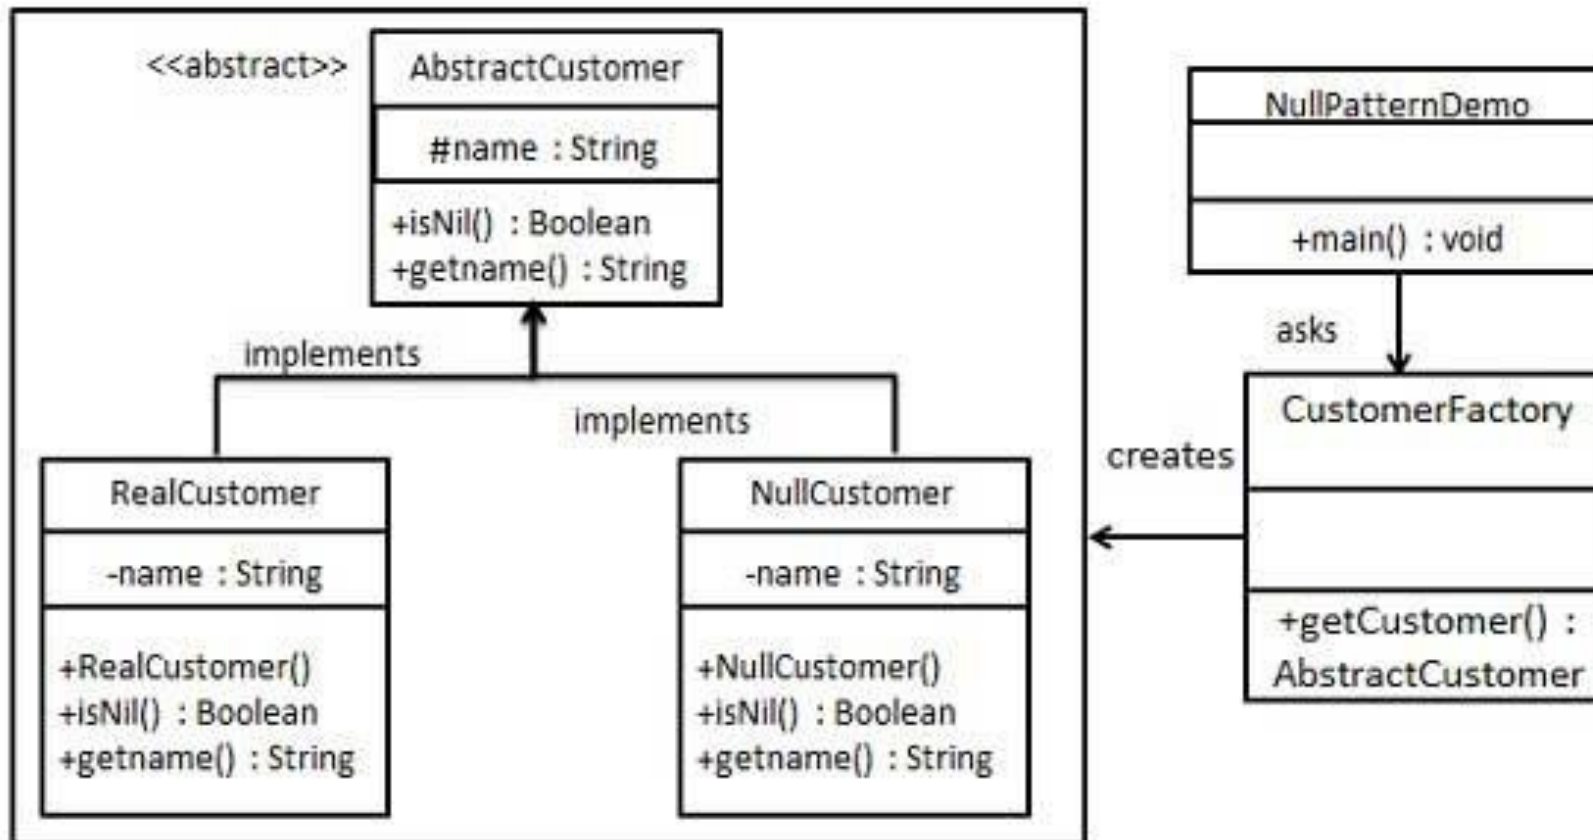 <<abstract>>
AbstractCustomer
#name : String
+isNil() : Boolean
+getname() : String
implements
implements
RealCustomer
-name : String
+RealCustomer()
+isNil() : Boolean
+getname() : String
NullCustomer
-name : String
+NullCustomer()
+isNil() : Boolean
+getname() : String
NullPatternDemo
+main() : void
asks
creates
CustomerFactory
+getCustomer() :
AbstractCustomer